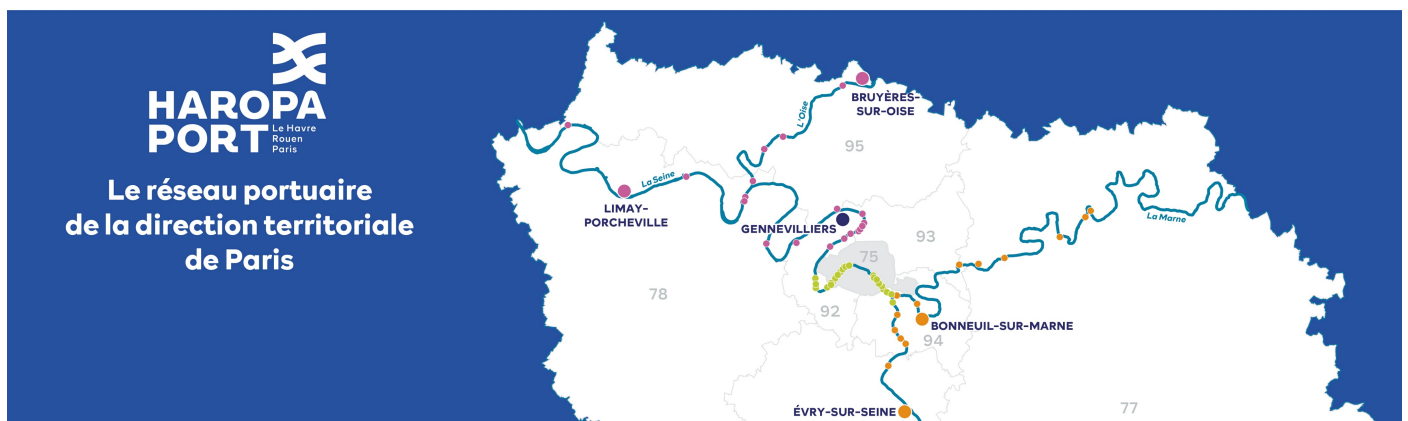 HAROPA
PORT
Le Havre
Rouen
Paris
Le réseau portuaire
de la direction territoriale
de Paris
BRUYÈRES-
SUR-OISE
L'Oise
95
La Seine
LIMAY-
PORCHEVILLE
La Marne
GENNEVILLIERS
93
75
78
92
BONNEUIL-SUR-MARNE
94
77
ÉVRY-SUR-SEINE